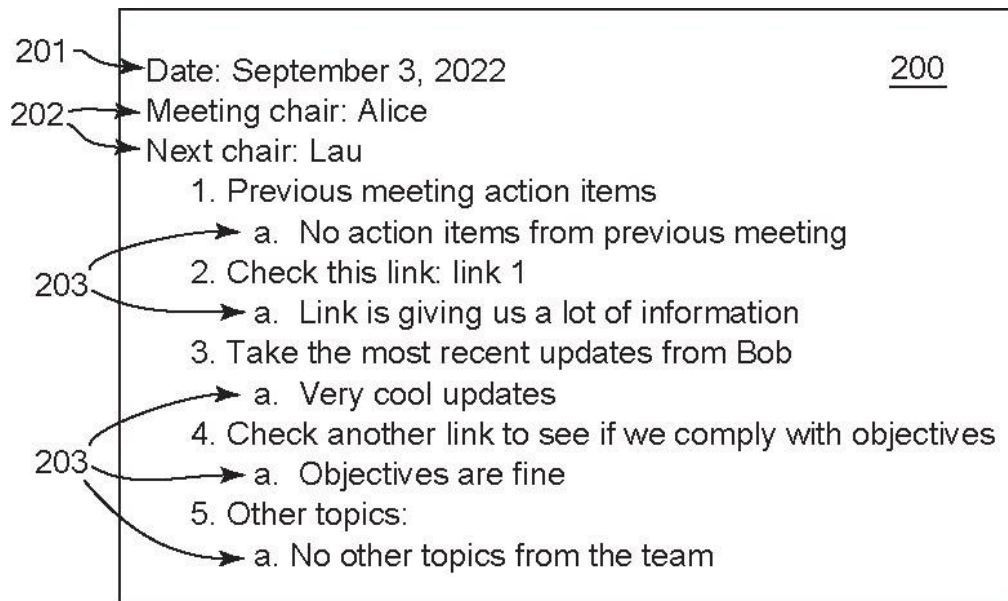 201
Date: September 3, 2022
200
202
Meeting chair: Alice
Next chair: Lau
1. Previous meeting action items
a. No action items from previous meeting
203
2. Check this link: link 1
a. Link is giving us a lot of information
3. Take the most recent updates from Bob
a. Very cool updates
4. Check another link to see if we comply with objectives
203
a. Objectives are fine
5. Other topics:
a. No other topics from the team